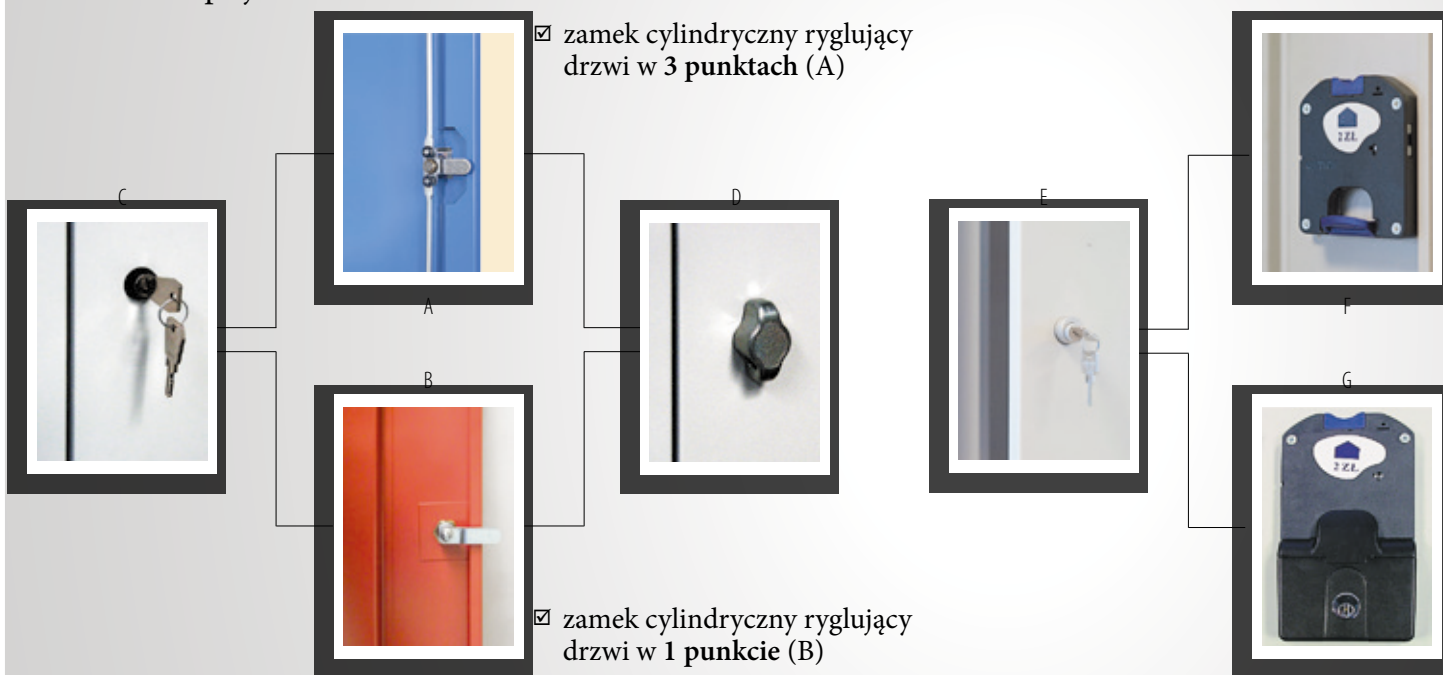 ☑ zamek cylindryczny ryglujący
drzwi w 3 punktach (A)
C
A
D
E
F
2 ZŁ
B
G
2 ZŁ
☑ zamek cylindryczny ryglujący
drzwi w 1 punkcie (B)